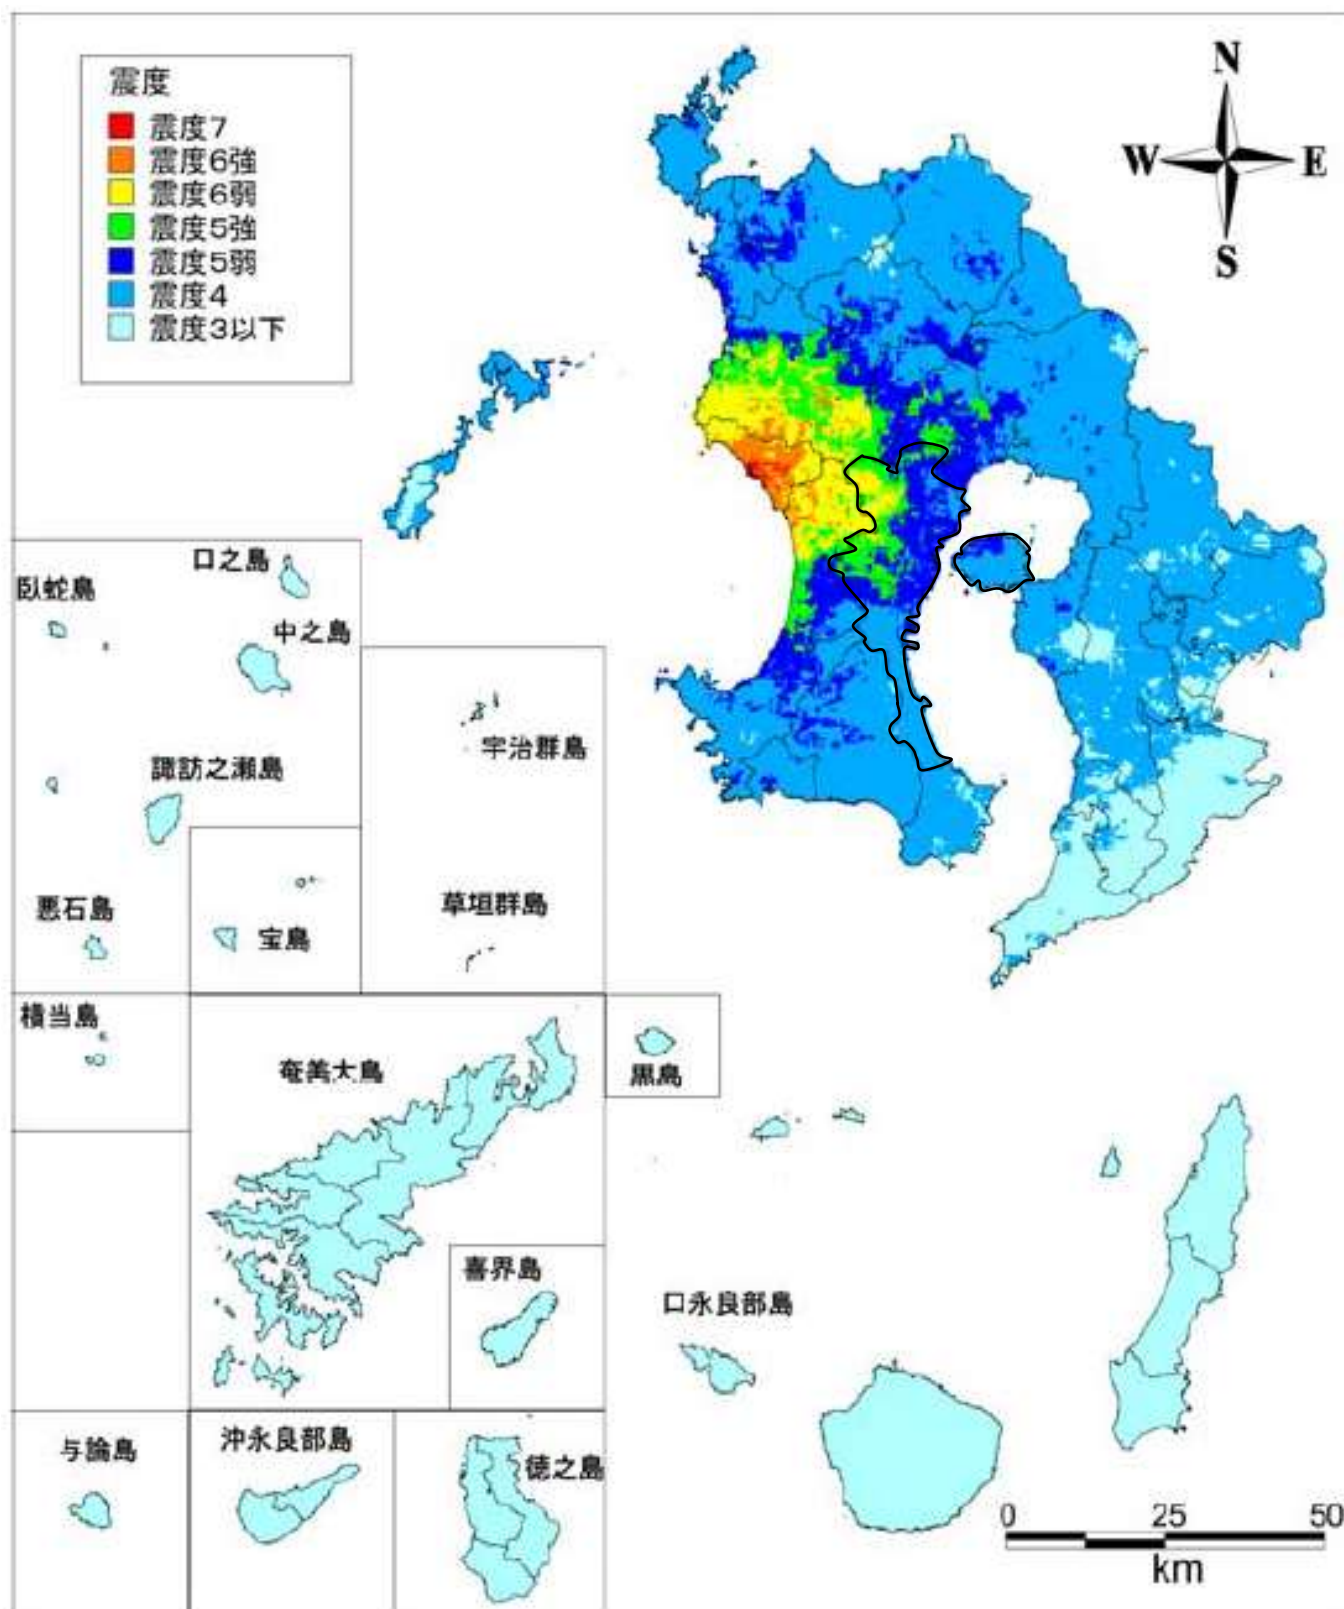 震度
震度7
震度6強
震度6弱
震度5強
震度5弱
震度4
震度3以下
N
W E
S
口之島
臥蛇島
中之島
諏訪之瀬島
宇治群島
悪石島
宝島
草垣群島
横当島
奄美大島
黒島
喜界島
口永良部島
与論島
沖永良部島
徳之島
0 25 50
km